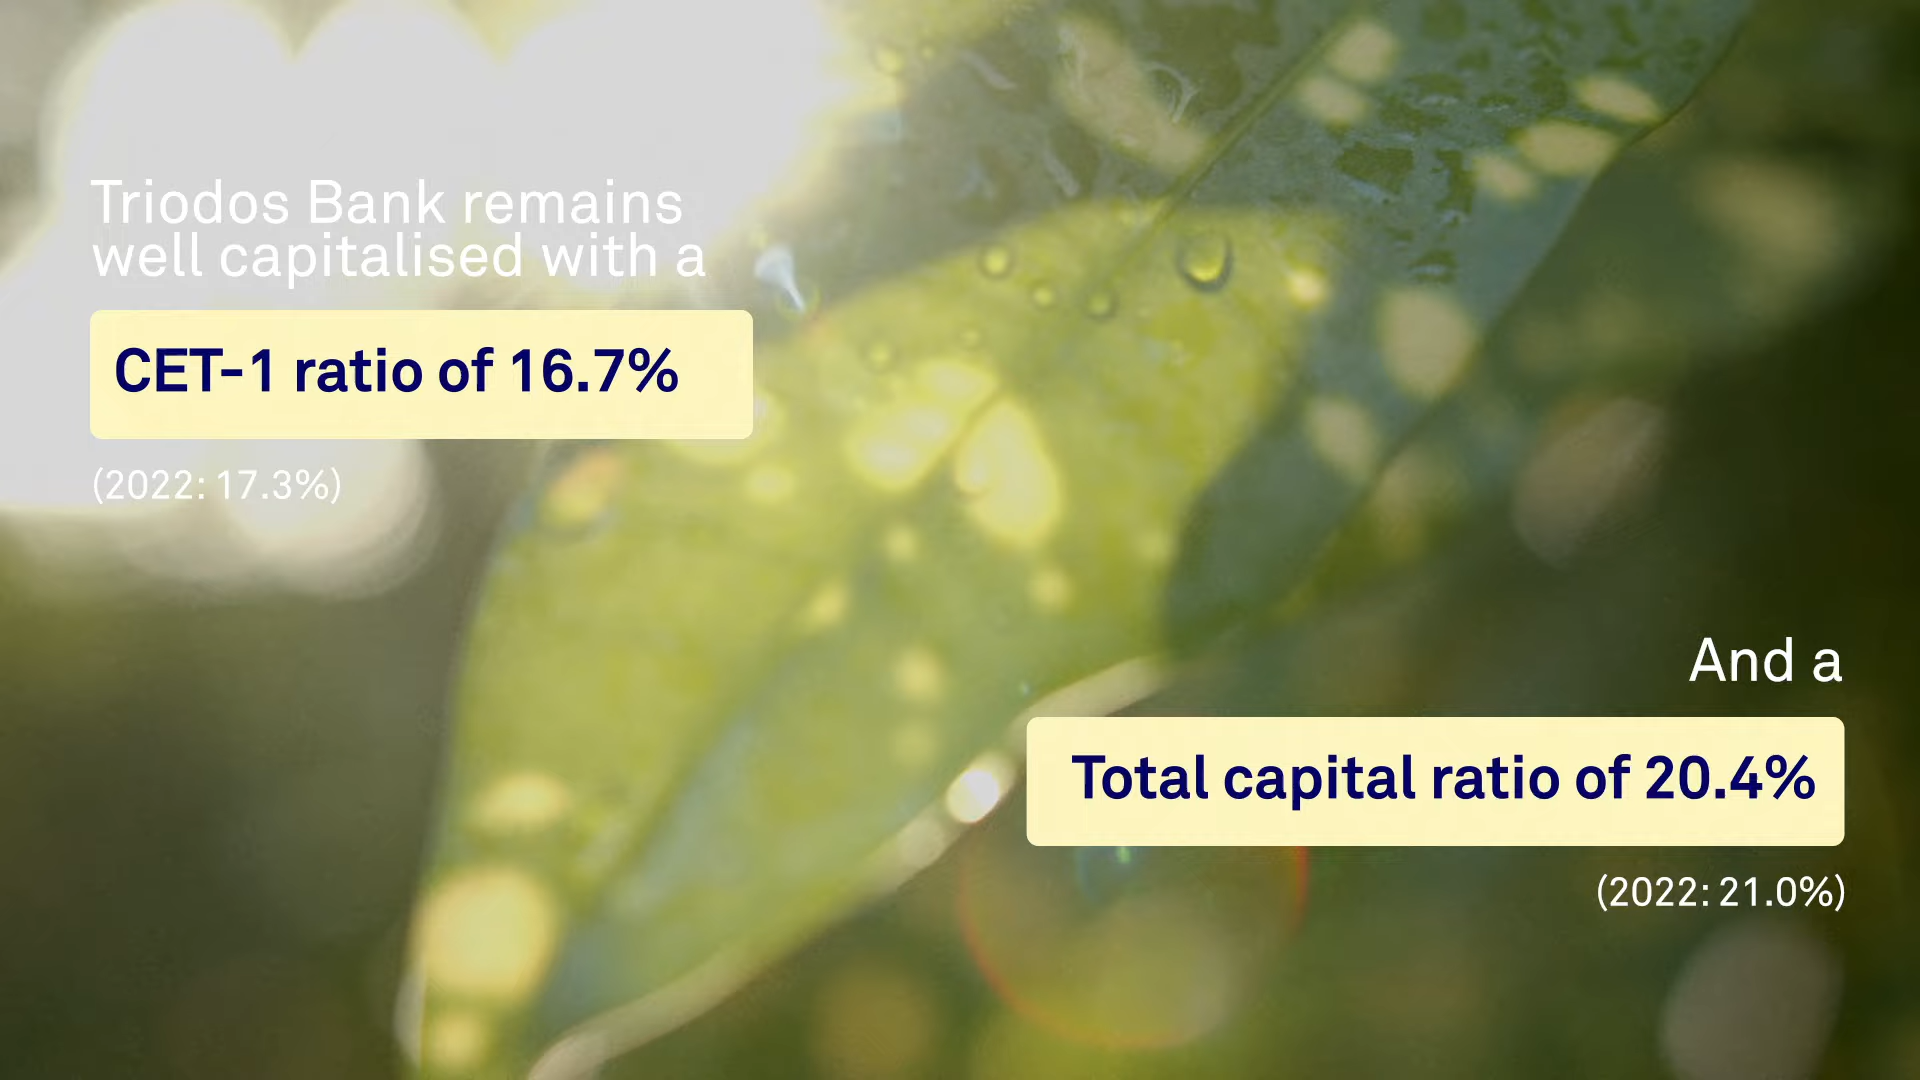 Triodos Bank remains
well capitalised with a
CET-1 ratio of 16.7%
(2022: 17.3%)
And a
Total capital ratio of 20.4%
(2022: 21.0%)